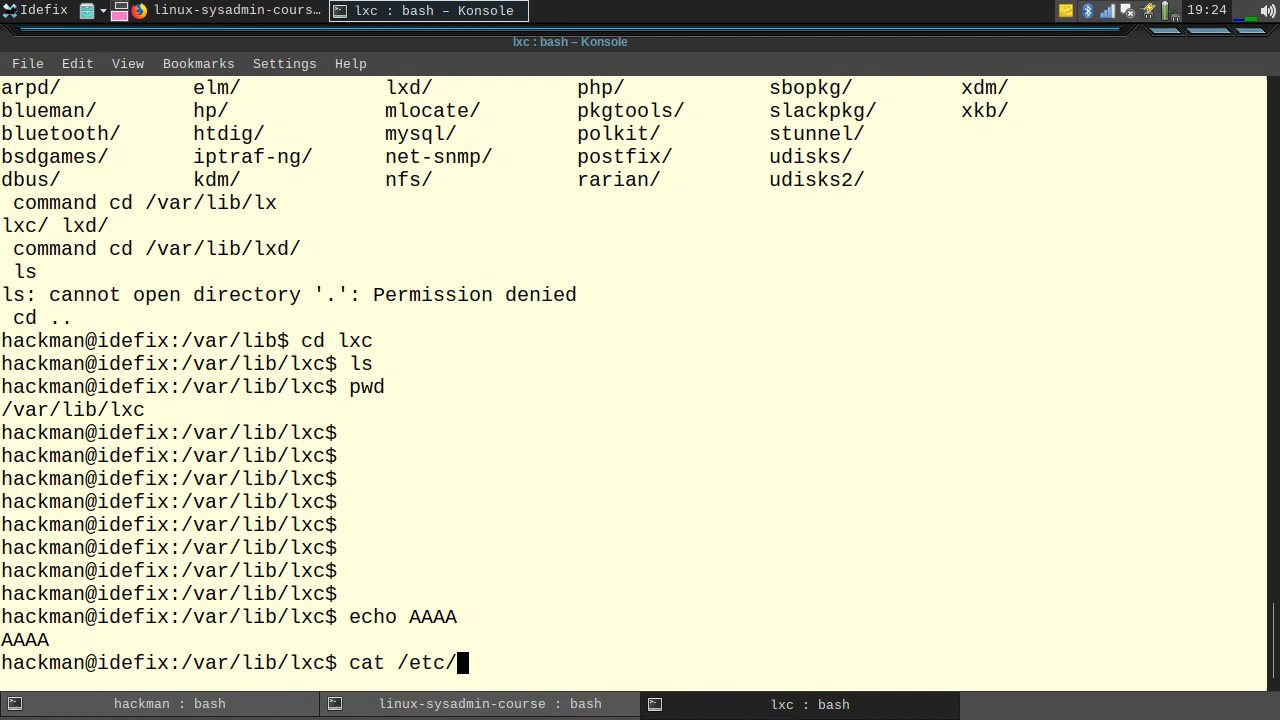 Idefix linux-sysadmin-cours… lxc : bash – Konsole 19:24
lxc : bash – Konsole
File Edit View Bookmarks Settings Help
arpd/ elm/ lxd/ php/ sbopkg/ xdm/
blueman/ hp/ mlocate/ pkgtools/ slackpkg/ xkb/
bluetooth/ htdig/ mysql/ polkit/ stunnel/
bsdgames/ iptraf-ng/ net-snmp/ postfix/ udisks/
dbus/ kdm/ nfs/ rarian/ udisks2/
command cd /var/lib/lx
lxc/ lxd/
command cd /var/lib/lxd/
ls
ls: cannot open directory '.': Permission denied
cd ..
hackman@idefix:/var/lib$ cd lxc
hackman@idefix:/var/lib/lxc$ ls
hackman@idefix:/var/lib/lxc$ pwd
/var/lib/lxc
hackman@idefix:/var/lib/lxc$
hackman@idefix:/var/lib/lxc$
hackman@idefix:/var/lib/lxc$
hackman@idefix:/var/lib/lxc$
hackman@idefix:/var/lib/lxc$
hackman@idefix:/var/lib/lxc$
hackman@idefix:/var/lib/lxc$
hackman@idefix:/var/lib/lxc$
hackman@idefix:/var/lib/lxc$ echo AAAA
AAAA
hackman@idefix:/var/lib/lxc$ cat /etc/
hackman : bash linux-sysadmin-course : bash lxc : bash